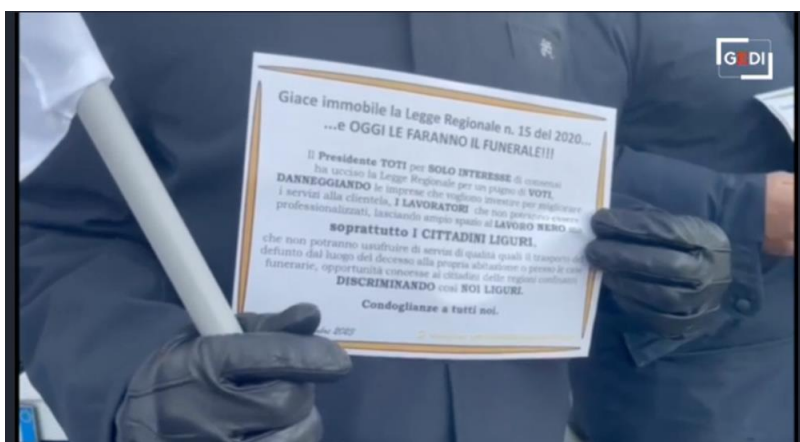 GEDI
Giace immobile la Legge Regionale n. 15 del 2020...
...e OGGI LE FARANNO IL FUNERALE!!!
Il Presidente TOTI per SOLO INTERESSE di consensi
ha ucciso la Legge Regionale per un pugno di VOTI,
DANNEGGIANDO le imprese che vogliono investire per migliorare
i servizi alla clientela, I LAVORATORI che non potranno essere
professionalizzati, lasciando ampio spazio al LAVORO NERO
soprattutto I CITTADINI LIGURI,
che non potranno usufruire di servizi di qualità quali il trasporto
defunto dal luogo del decesso alla propria abitazione o presso le case
funerarie, opportunità concesse ai cittadini delle regioni confinanti
DISCRIMINANDO così NOI LIGURI.
Condoglianze a tutti noi.